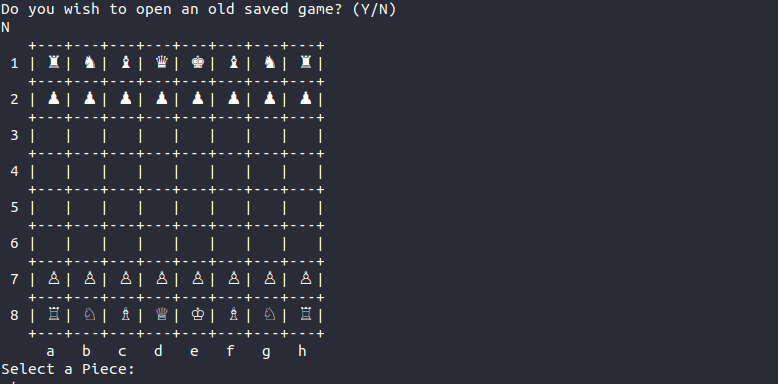 Do you wish to open an old saved game? (Y/N)
N
   +---+---+---+---+---+---+---+---+
 1 | ♜ | ♞ | ♝ | ♛ | ♚ | ♝ | ♞ | ♜ |
   +---+---+---+---+---+---+---+---+
 2 | ♟ | ♟ | ♟ | ♟ | ♟ | ♟ | ♟ | ♟ |
   +---+---+---+---+---+---+---+---+
 3 |   |   |   |   |   |   |   |   |
   +---+---+---+---+---+---+---+---+
 4 |   |   |   |   |   |   |   |   |
   +---+---+---+---+---+---+---+---+
 5 |   |   |   |   |   |   |   |   |
   +---+---+---+---+---+---+---+---+
 6 |   |   |   |   |   |   |   |   |
   +---+---+---+---+---+---+---+---+
 7 | ♙ | ♙ | ♙ | ♙ | ♙ | ♙ | ♙ | ♙ |
   +---+---+---+---+---+---+---+---+
 8 | ♖ | ♘ | ♗ | ♕ | ♔ | ♗ | ♘ | ♖ |
   +---+---+---+---+---+---+---+---+
     a   b   c   d   e   f   g   h
Select a Piece: